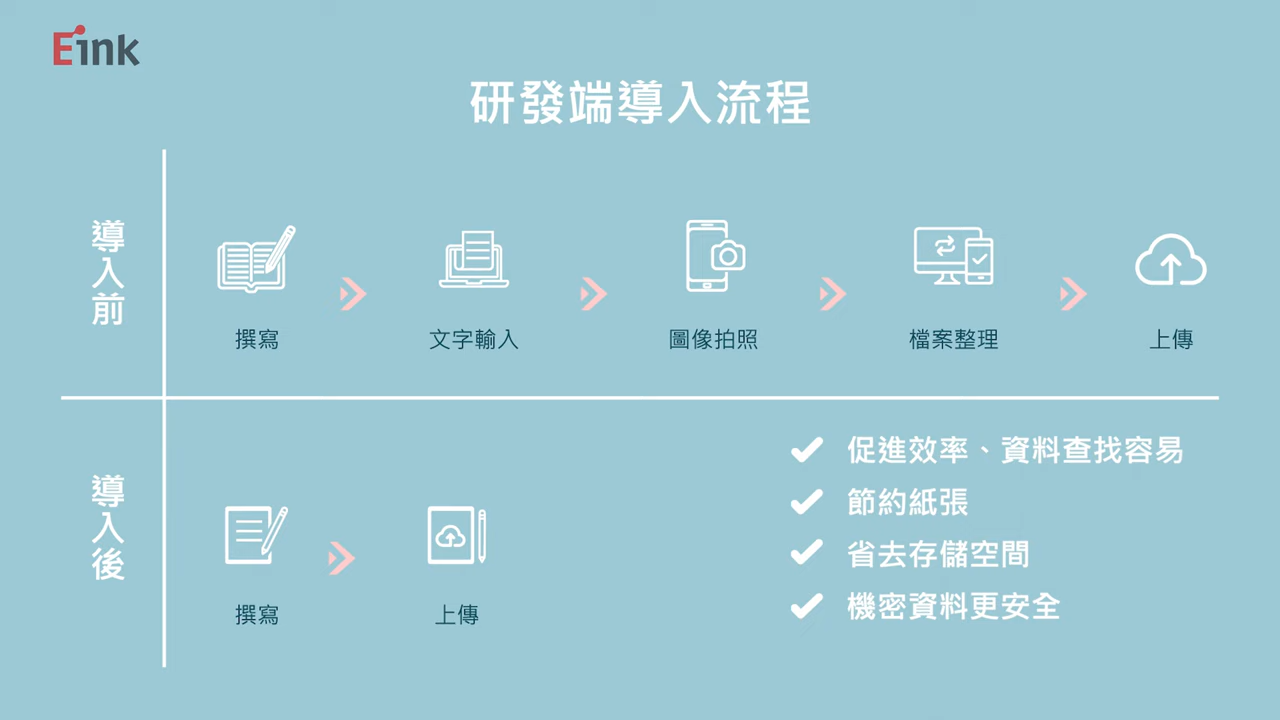 Eink
研發端導入流程
導入前
撰寫
文字輸入
圖像拍照
檔案整理
上傳
導入後
撰寫
上傳
促進效率、資料查找容易
節約紙張
省去存儲空間
機密資料更安全